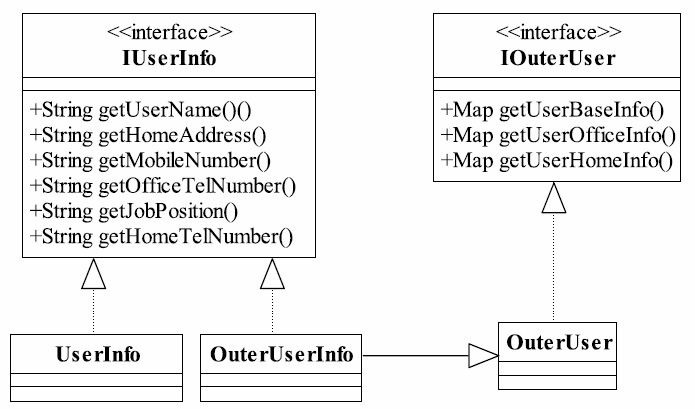 <<interface>>
IUserInfo
+String getUserName()()
+String getHomeAddress()
+String getMobileNumber()
+String getOfficeTelNumber()
+String getJobPosition()
+String getHomeTelNumber()
<<interface>>
IOuterUser
+Map getUserBaseInfo()
+Map getUserOfficeInfo()
+Map getUserHomeInfo()
UserInfo
OuterUserInfo
OuterUser